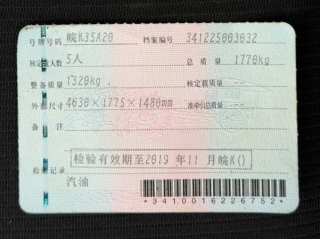 号牌号码 皖K35A20 档案编号 341225003032
核定载人数 5人 总质量 1770kg
整备质量 1320kg 核定载质量
外廓尺寸 4630×1775×1480mm 准牵引总质量
备注
检验有效期至2019年11月皖K()
检验记录
汽油
*3410016226752*